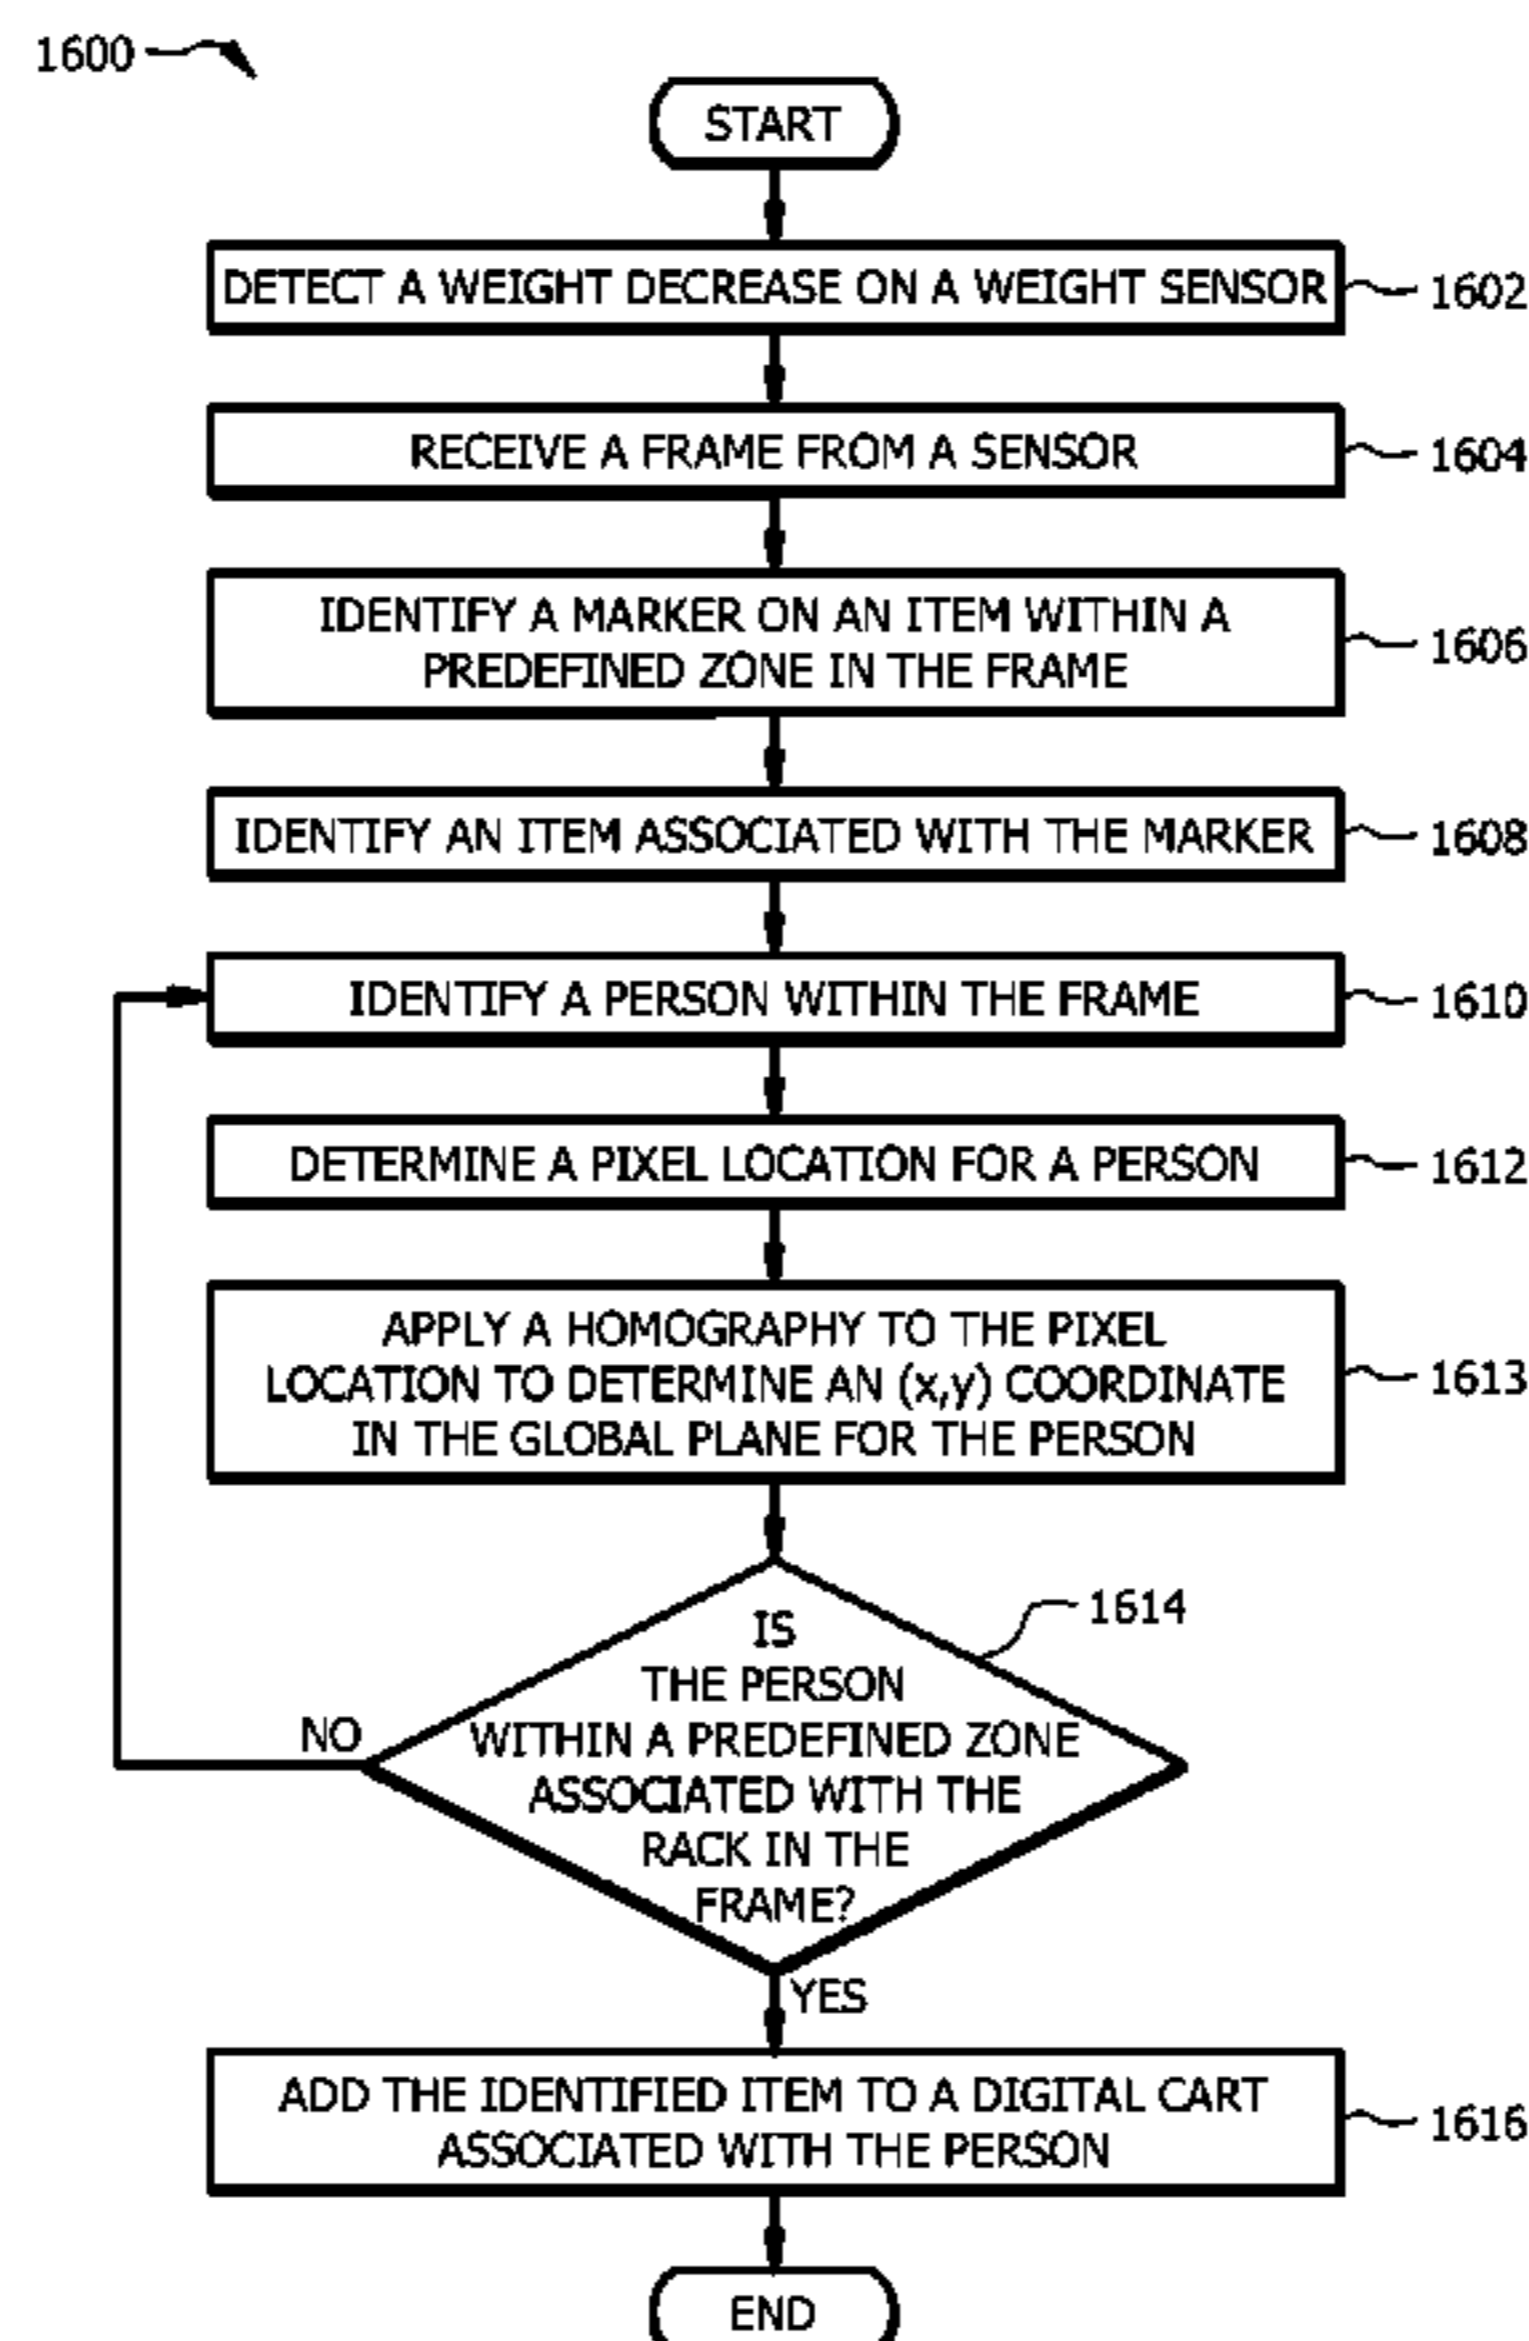 1600
START
DETECT A WEIGHT DECREASE ON A WEIGHT SENSOR
1602
RECEIVE A FRAME FROM A SENSOR
1604
IDENTIFY A MARKER ON AN ITEM WITHIN A
PREDEFINED ZONE IN THE FRAME
1606
IDENTIFY AN ITEM ASSOCIATED WITH THE MARKER
1608
IDENTIFY A PERSON WITHIN THE FRAME
1610
DETERMINE A PIXEL LOCATION FOR A PERSON
1612
APPLY A HOMOGRAPHY TO THE PIXEL
LOCATION TO DETERMINE AN (x,y) COORDINATE
IN THE GLOBAL PLANE FOR THE PERSON
1613
1614
IS
THE PERSON
WITHIN A PREDEFINED ZONE
ASSOCIATED WITH THE
RACK IN THE
FRAME?
NO
YES
ADD THE IDENTIFIED ITEM TO A DIGITAL CART
ASSOCIATED WITH THE PERSON
1616
END